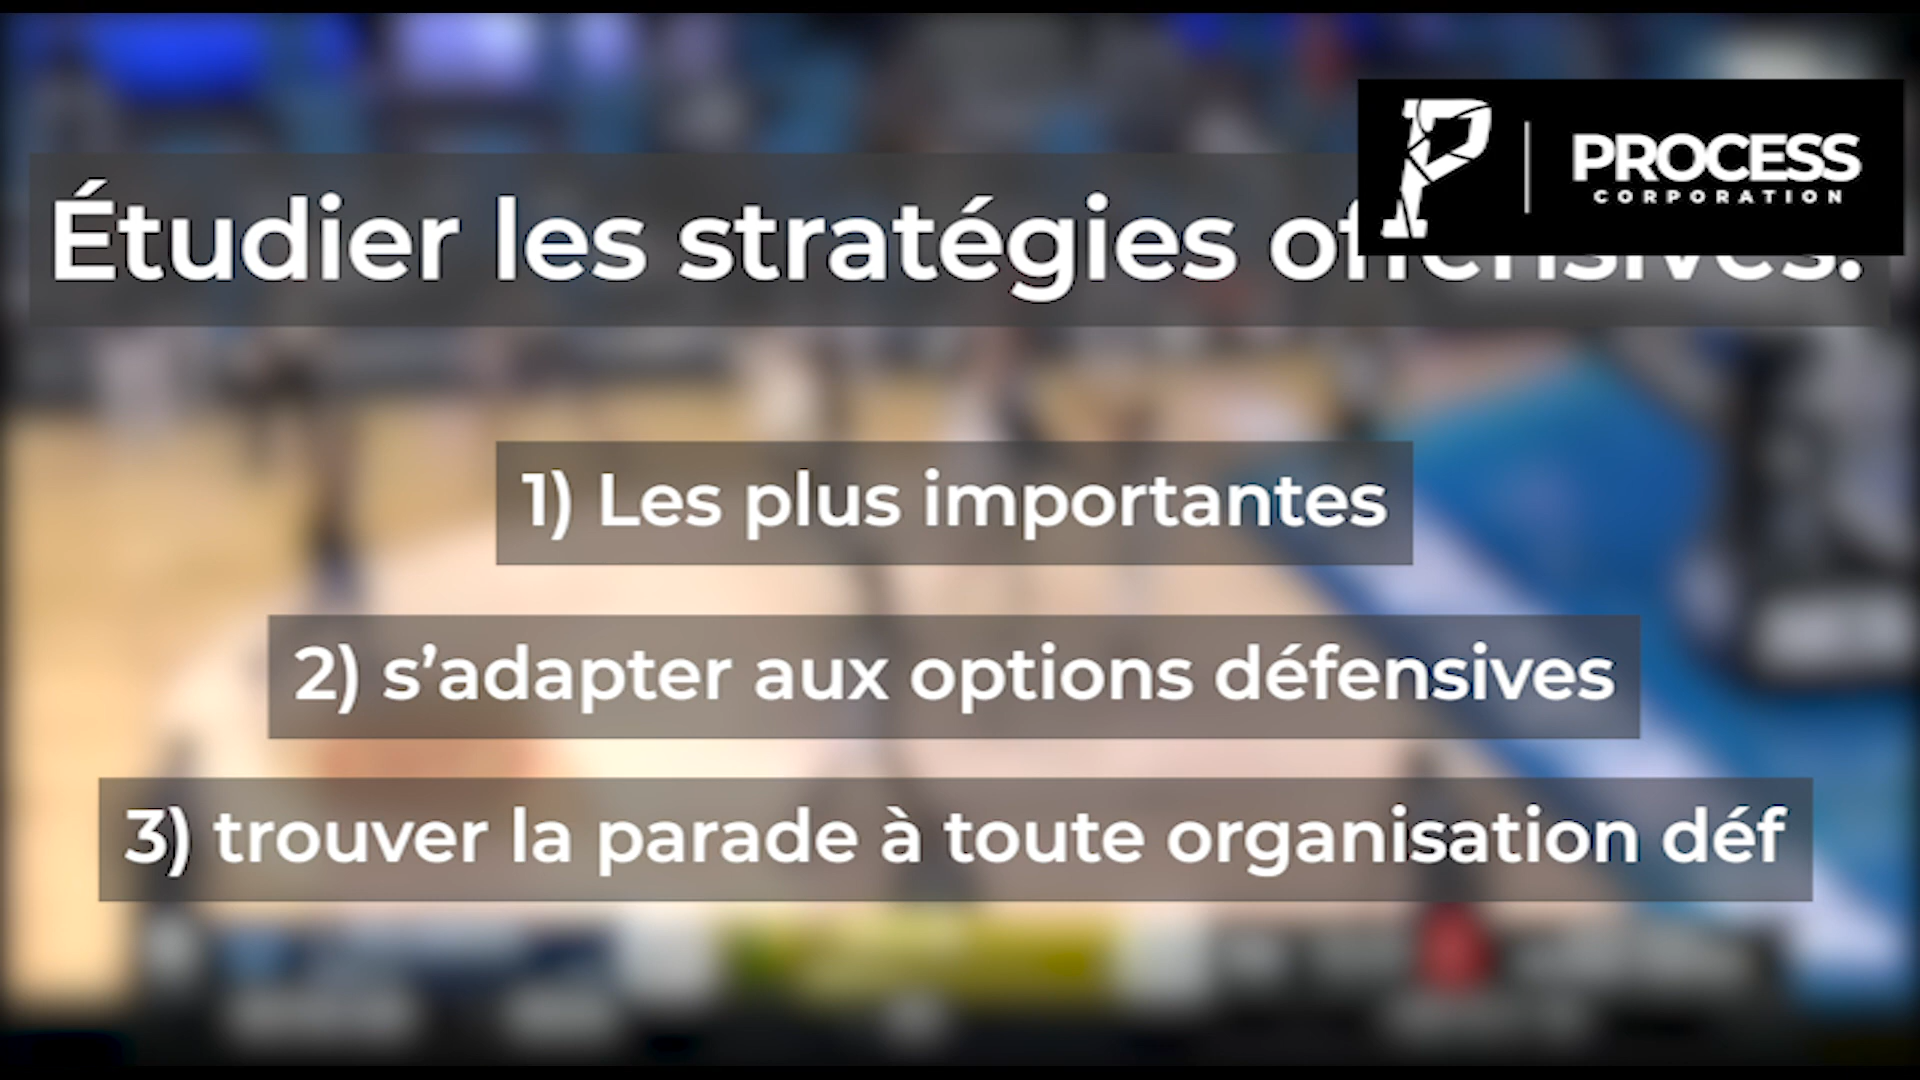 PROCESS
CORPORATION
Étudier les stratégies offensives.
1) Les plus importantes
2) s’adapter aux options défensives
3) trouver la parade à toute organisation déf